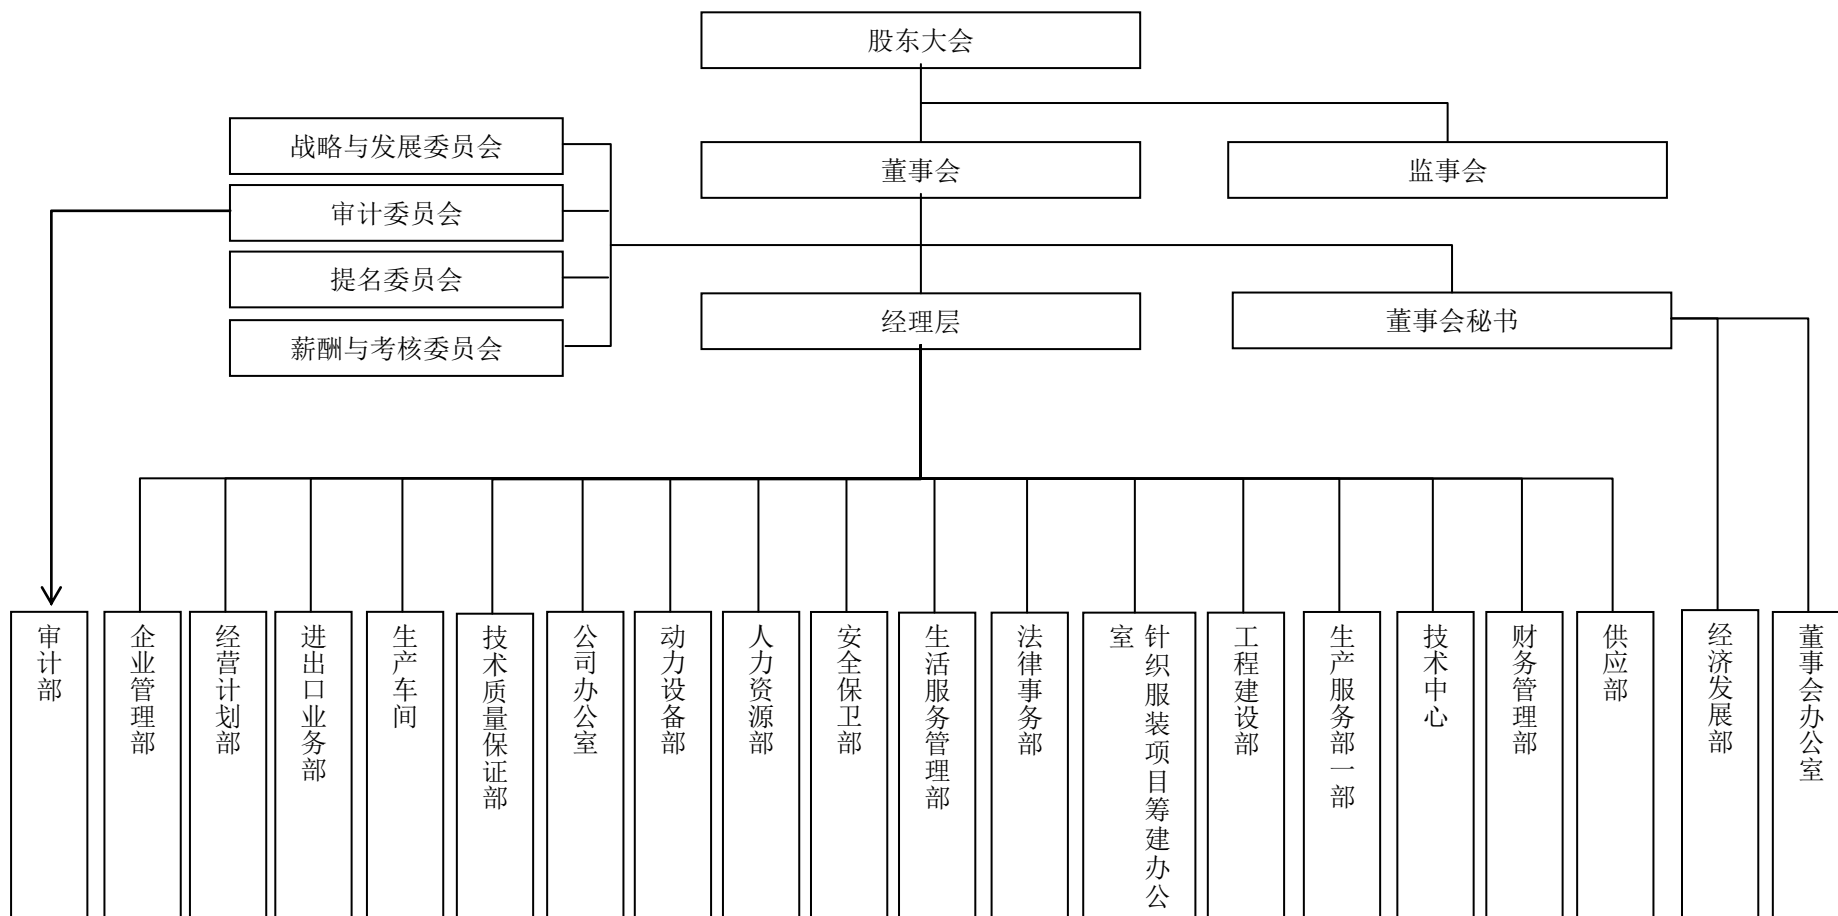 股东大会
战略与发展委员会
董事会
监事会
审计委员会
提名委员会
经理层
董事会秘书
薪酬与考核委员会
审计部
企业管理部
经营计划部
进出口业务部
生产车间
技术质量保证部
公司办公室
动力设备部
人力资源部
安全保卫部
生活服务管理部
法律事务部
针织服装项目筹建办公
室
工程建设部
生产服务部一部
技术中心
财务管理部
供应部
经济发展部
董事会办公室